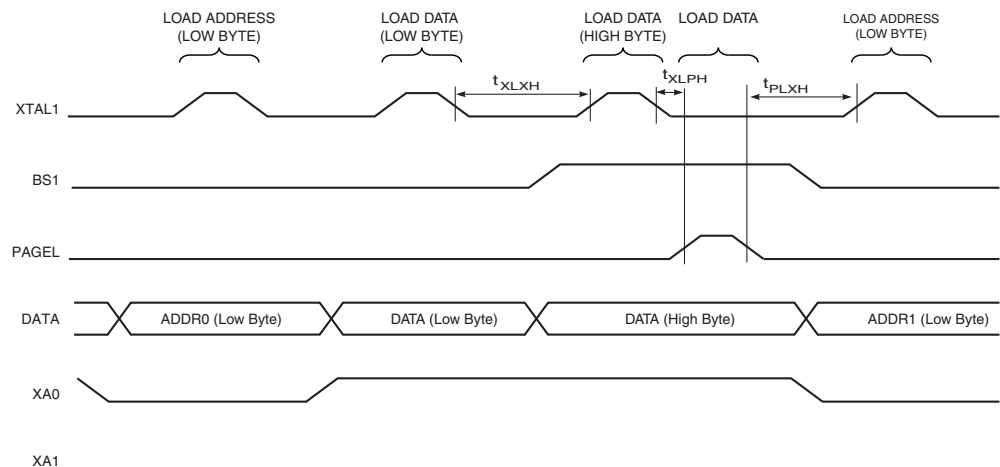 LOAD ADDRESS
(LOW BYTE)
LOAD DATA
(LOW BYTE)
LOAD DATA
(HIGH BYTE)
LOAD DATA
LOAD ADDRESS
(LOW BYTE)
tXLXH
tXLPH
tPLXH
XTAL1
BS1
PAGEL
DATA
ADDR0 (Low Byte)
DATA (Low Byte)
DATA (High Byte)
ADDR1 (Low Byte)
XA0
XA1